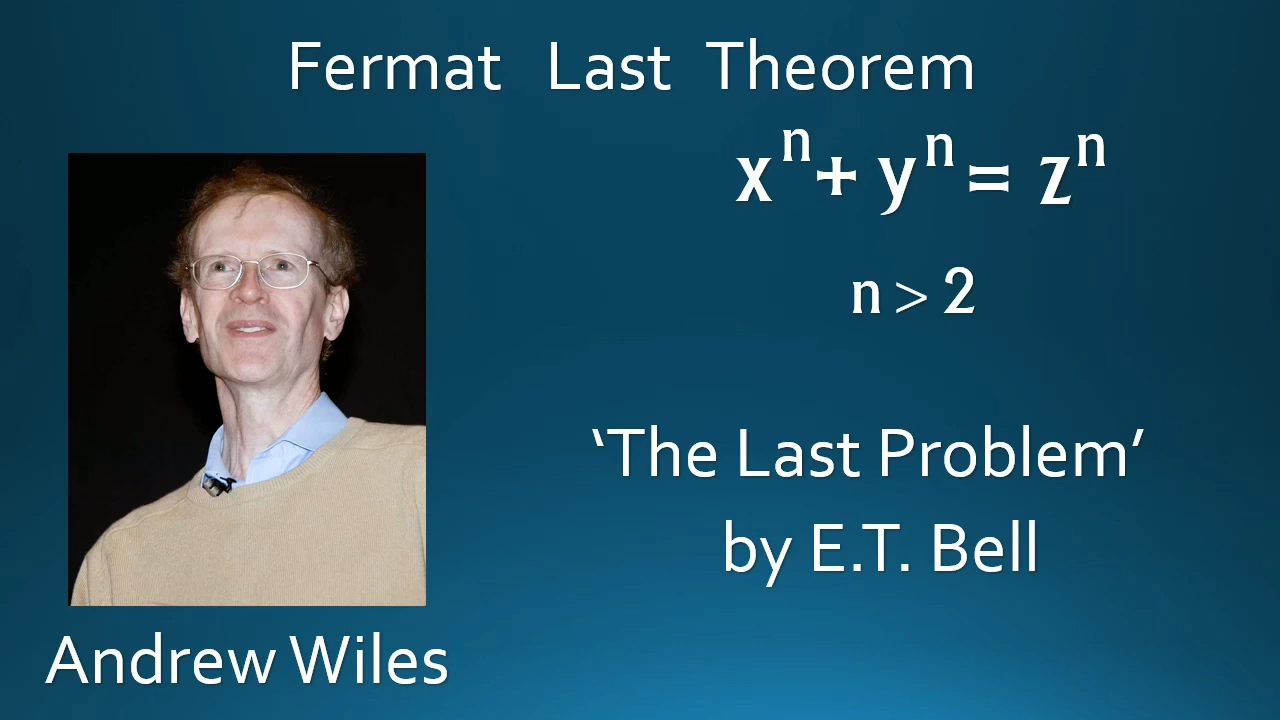 Fermat Last Theorem
xⁿ + yⁿ = zⁿ
n > 2
‘The Last Problem’
by E.T. Bell
Andrew Wiles